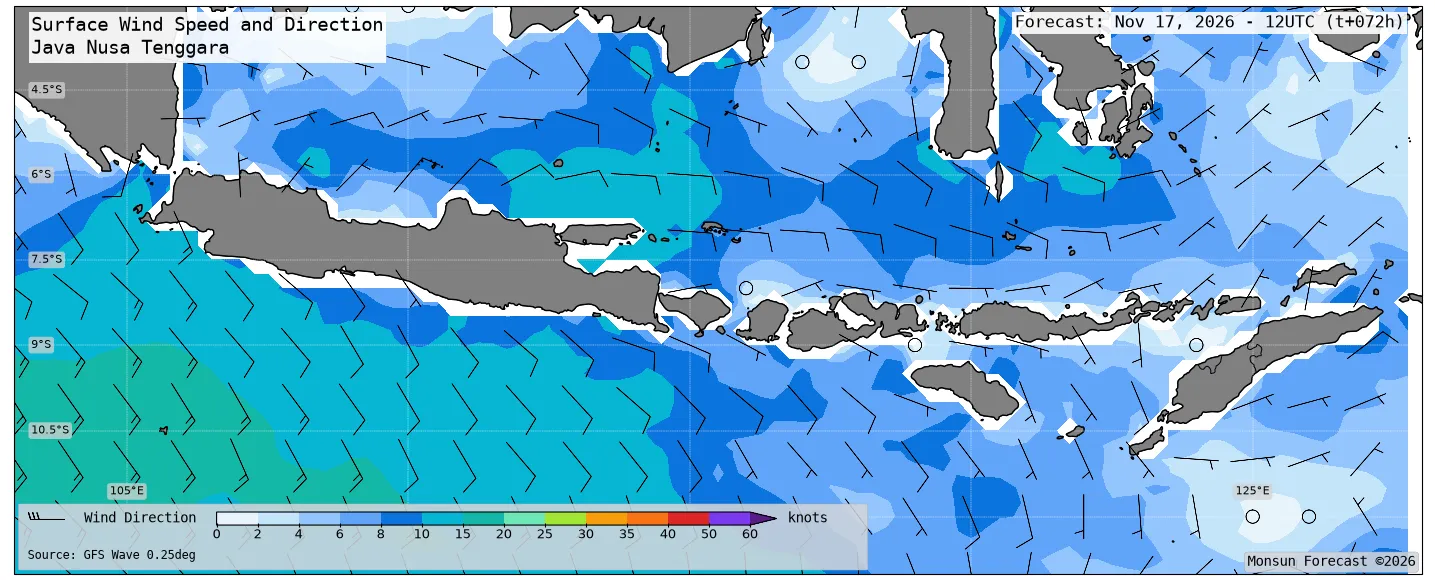 Surface Wind Speed and Direction
Java Nusa Tenggara
Forecast: Nov 17, 2026 - 12UTC (t+072h)
4.5°S
6°S
7.5°S
9°S
10.5°S
105°E
125°E
Wind Direction
0 2 4 6 8 10 15 20 25 30 35 40 50 60
knots
Source: GFS Wave 0.25deg
Monsun Forecast ©2026